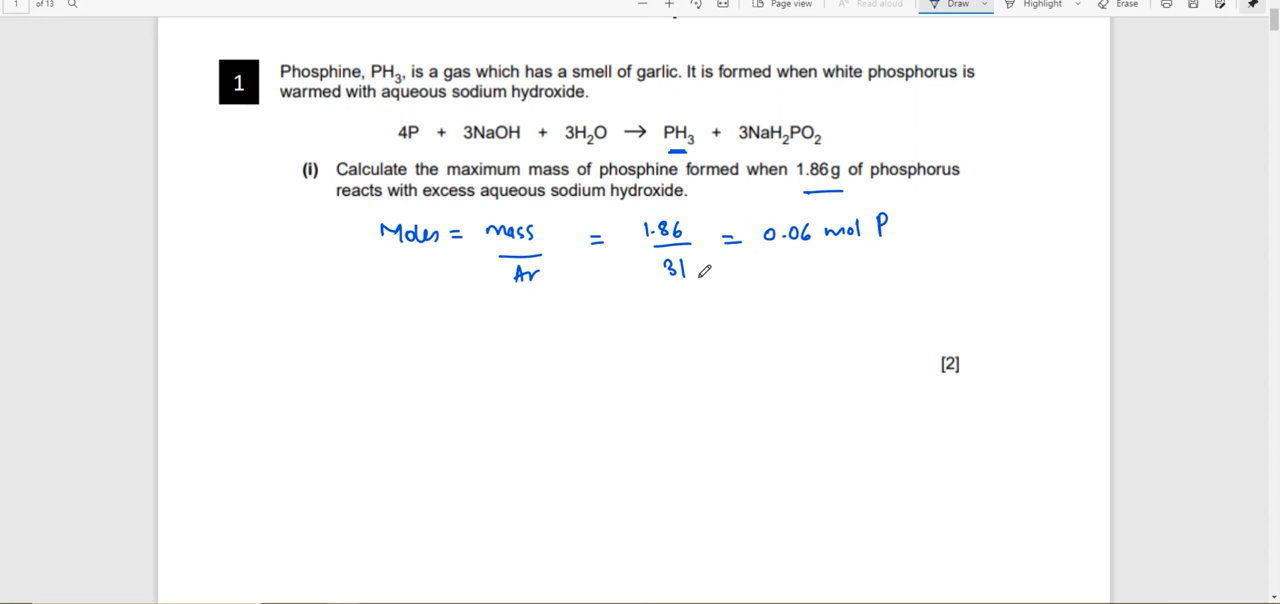 1 of 13 Page view Read aloud Draw Highlight Erase
1 Phosphine, PH₃, is a gas which has a smell of garlic. It is formed when white phosphorus is
warmed with aqueous sodium hydroxide.
4P + 3NaOH + 3H₂O → PH₃ + 3NaH₂PO₂
(i) Calculate the maximum mass of phosphine formed when 1.86g of phosphorus
reacts with excess aqueous sodium hydroxide.
Moles = mass / Ar = 1.86 / 31 = 0.06 mol P
[2]